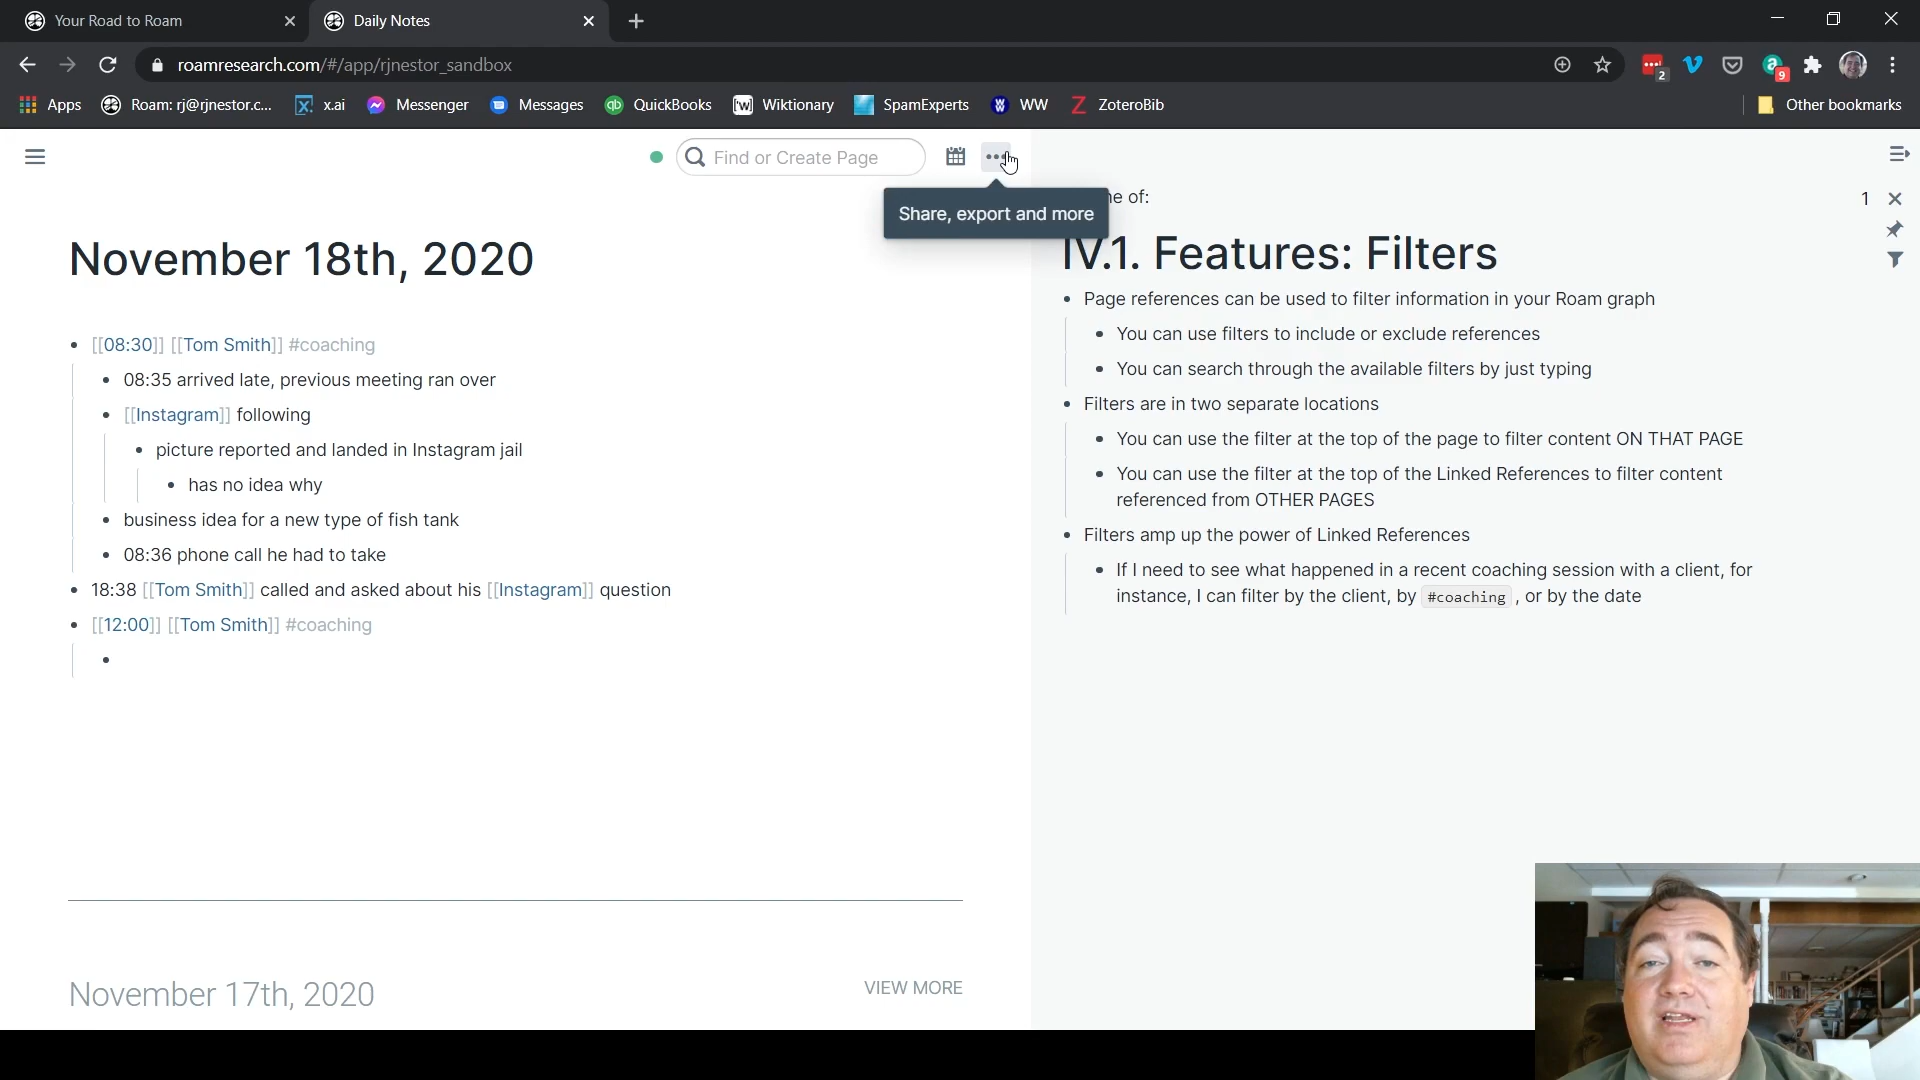 Your Road to Roam
Daily Notes
roamresearch.com/#/app/rjnestor_sandbox
2
9
Apps
Roam: rj@rjnestor.c...
x.ai
Messenger
Messages
QuickBooks
Wiktionary
SpamExperts
WW
ZoteroBib
Other bookmarks
Find or Create Page
Share, export and more
November 18th, 2020
[[08:30]] [[Tom Smith]] #coaching
08:35 arrived late, previous meeting ran over
[[Instagram]] following
picture reported and landed in Instagram jail
has no idea why
business idea for a new type of fish tank
08:36 phone call he had to take
18:38 [[Tom Smith]] called and asked about his [[Instagram]] question
[[12:00]] [[Tom Smith]] #coaching
November 17th, 2020
VIEW MORE
of:
1
IV.1. Features: Filters
Page references can be used to filter information in your Roam graph
You can use filters to include or exclude references
You can search through the available filters by just typing
Filters are in two separate locations
You can use the filter at the top of the page to filter content ON THAT PAGE
You can use the filter at the top of the Linked References to filter content
referenced from OTHER PAGES
Filters amp up the power of Linked References
If I need to see what happened in a recent coaching session with a client, for
instance, I can filter by the client, by #coaching , or by the date